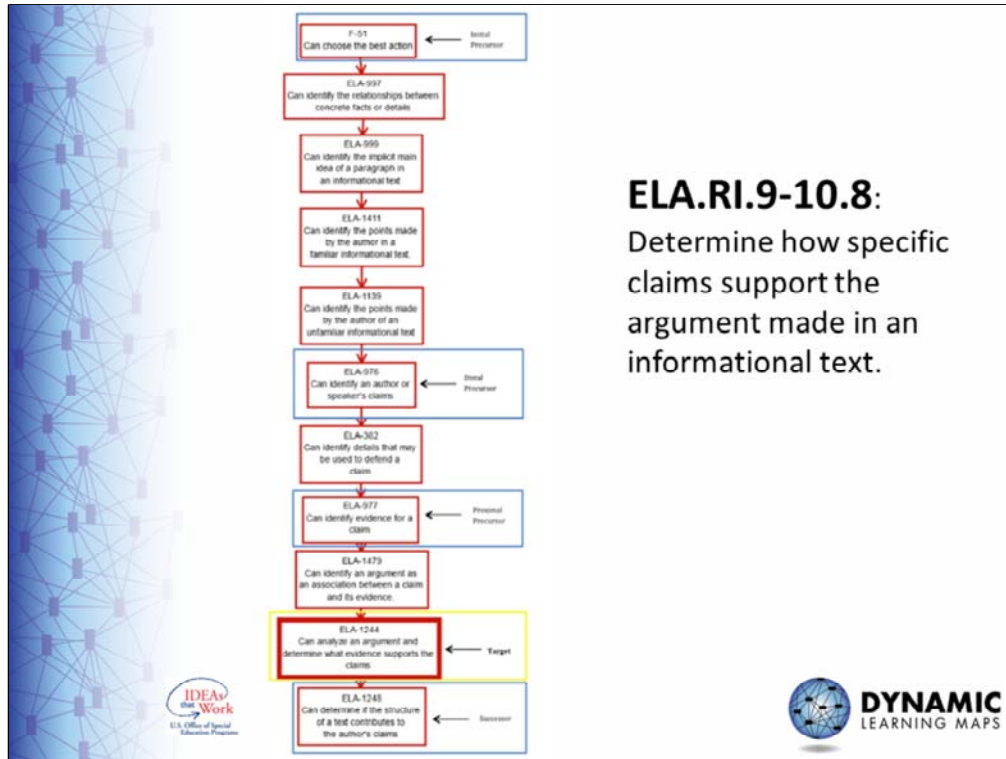 F-51
Can choose the best action
Initial
Precursor
ELA-997
Can identify the relationships between
concrete facts or details
ELA-999
Can identify the implicit main
idea of a paragraph in
an informational text
ELA-1411
Can identify the points made
by the author in a
familiar informational text.
ELA-1139
Can identify the points made
by the author of an
unfamiliar informational text
ELA-976
Can identify an author or
speaker's claims
Distal
Precursor
ELA-382
Can identify details that may
be used to defend a
claim
ELA-977
Can identify evidence for a
claim
Proximal
Precursor
ELA-1479
Can identify an argument as
an association between a claim
and its evidence.
ELA-1244
Can analyze an argument and
determine what evidence supports the
claims
Target
ELA-1248
Can determine if the structure
of a text contributes to
the author's claims
Successor
ELA.RI.9-10.8:
Determine how specific
claims support the
argument made in an
informational text.
IDEAs
that Work
U.S. Office of Special
Education Programs
DYNAMIC
LEARNING MAPS